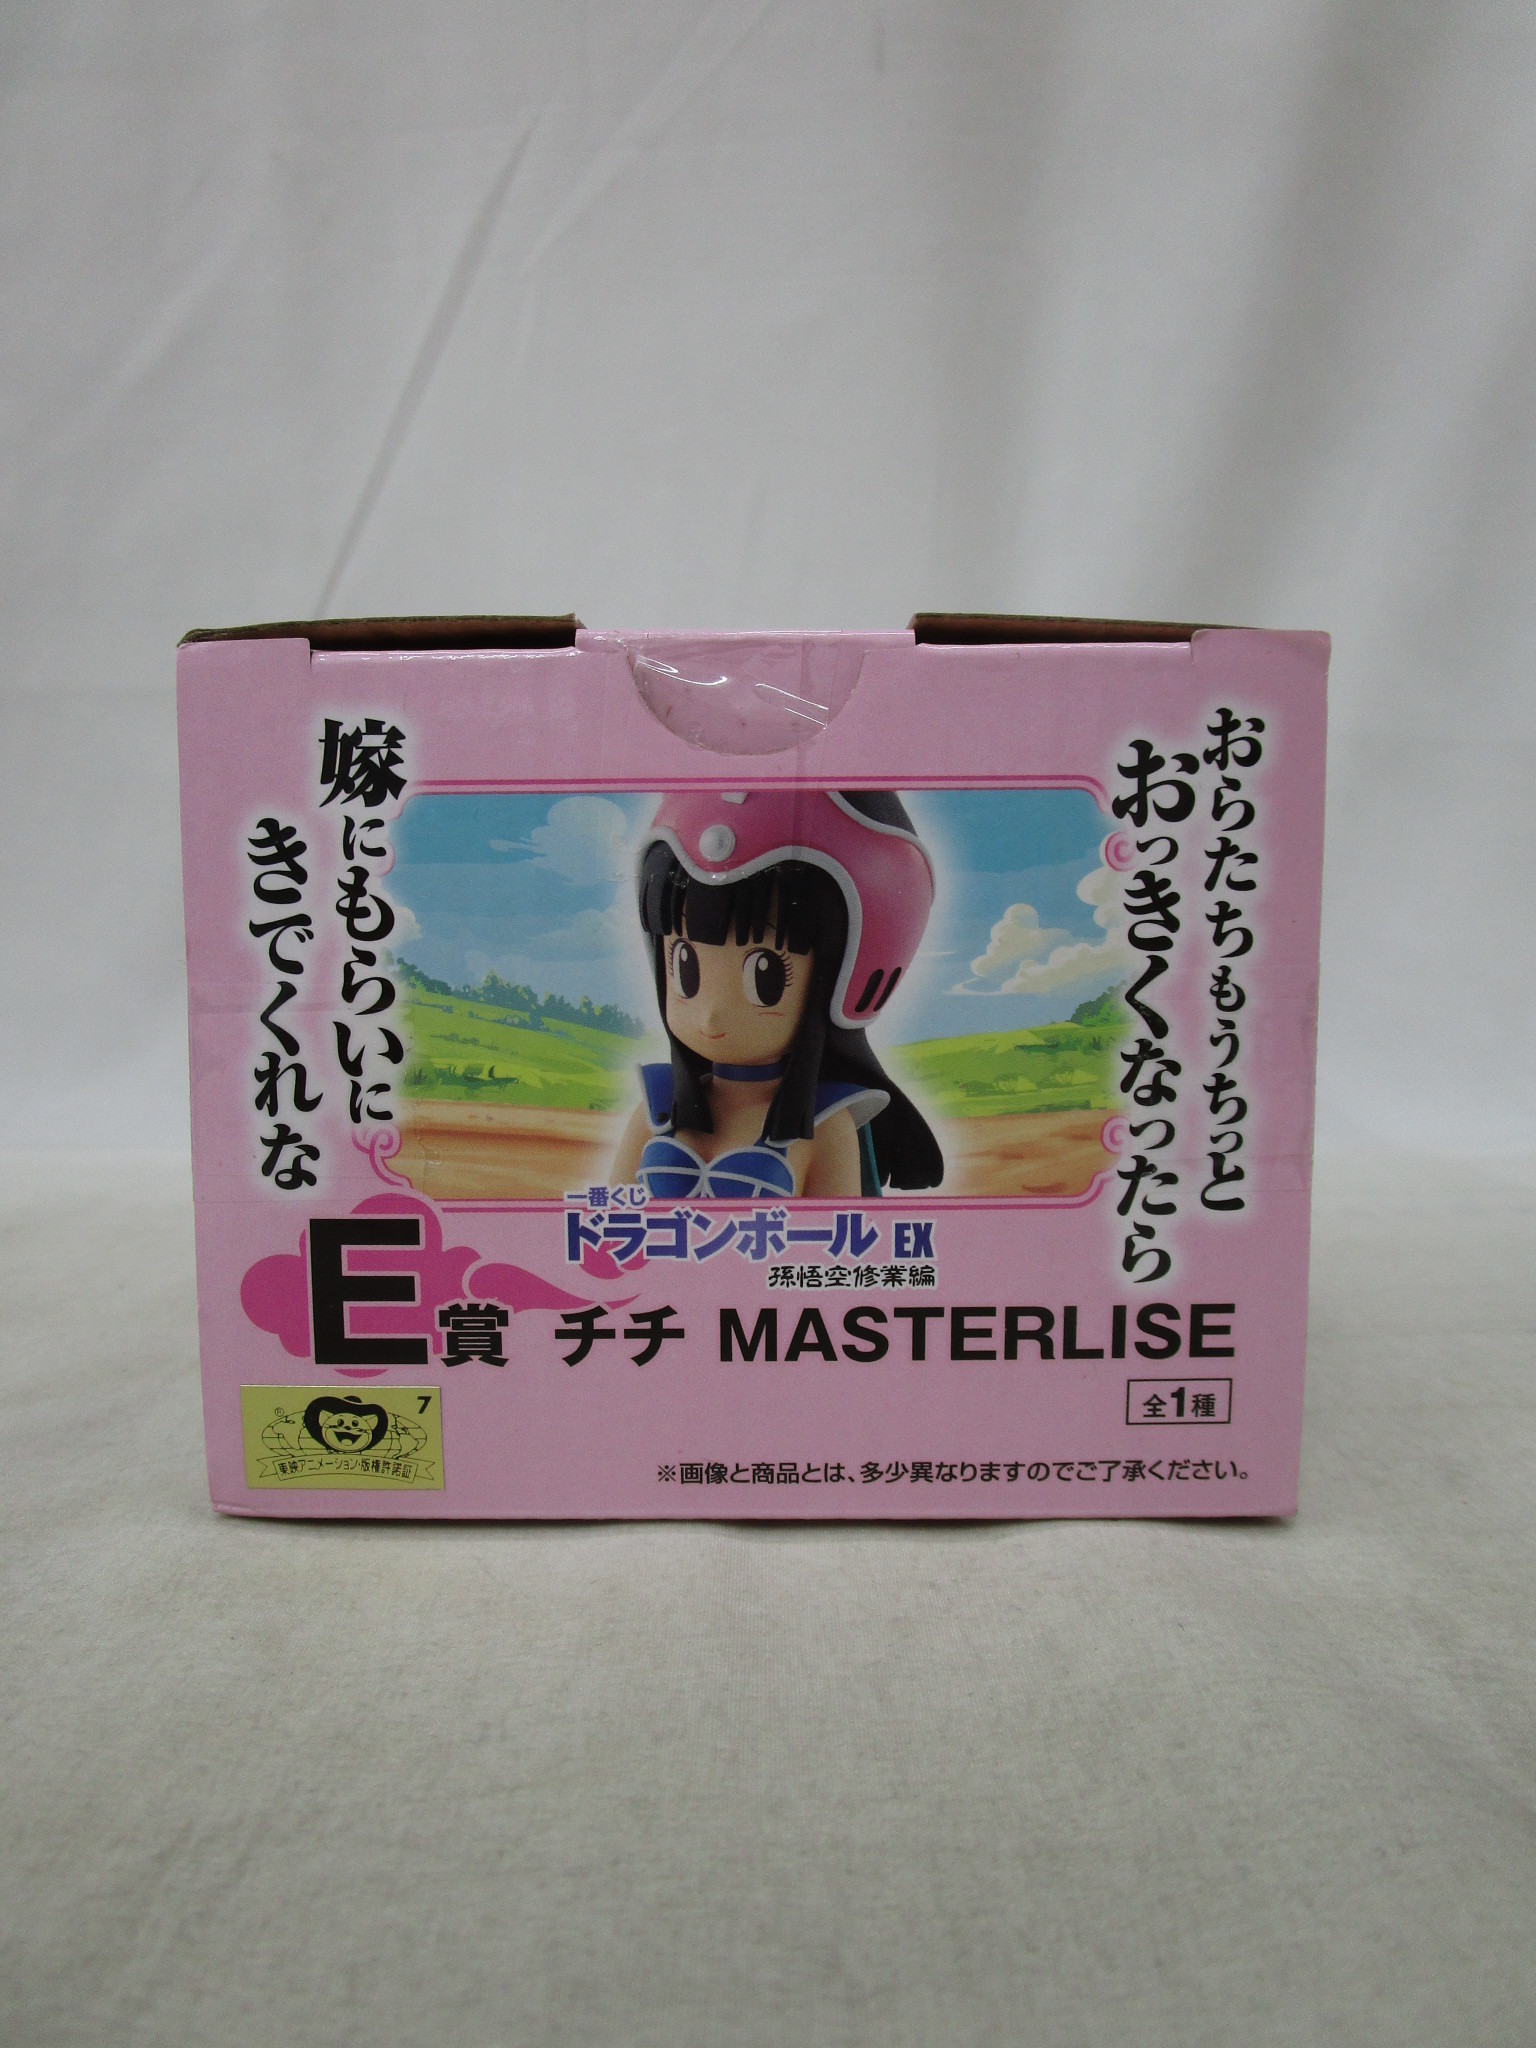 おらたちもうちっと
おっきくなったら
嫁にもらいに
きでくれな
一番くじ
ドラゴンボール EX
孫悟空修業編
E賞 チチ MASTERLISE
全1種
7
®
東映アニメーション・版権許諾証
※画像と商品とは、多少異なりますのでご了承ください。